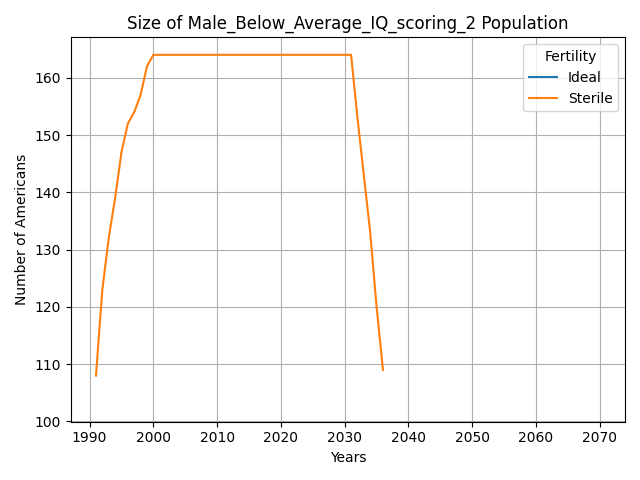 Size of Male_Below_Average_IQ_scoring_2 Population
Fertility
Ideal
Sterile
Number of Americans
160
150
140
130
120
110
100
1990 2000 2010 2020 2030 2040 2050 2060 2070
Years